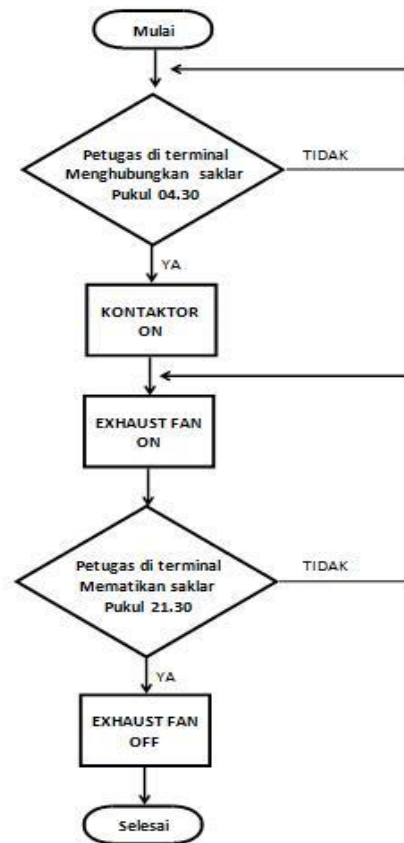 Mulai
Petugas di terminal
Menghubungkan saklar
Pukul 04.30
TIDAK
YA
KONTAKTOR
ON
EXHAUST FAN
ON
Petugas di terminal
Mematikan saklar
Pukul 21.30
TIDAK
YA
EXHAUST FAN
OFF
Selesai